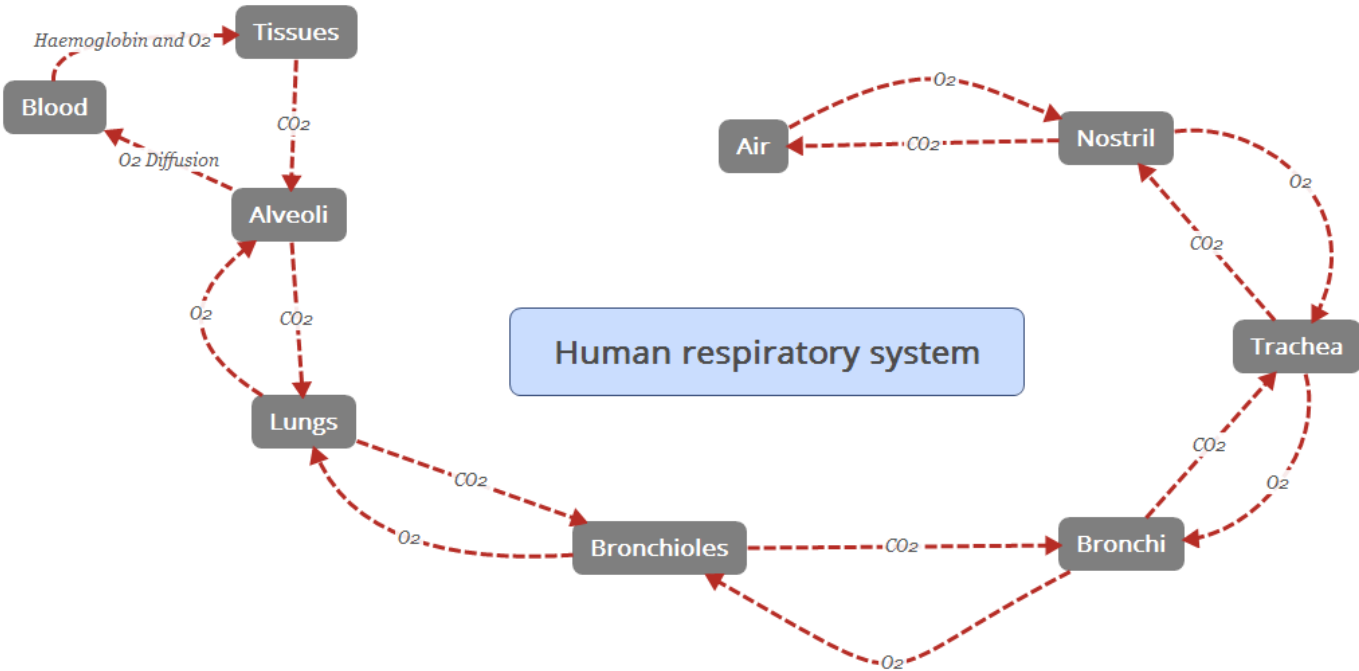 Tissues
Haemoglobin and O2
Blood
CO2
O2 Diffusion
Alveoli
O2
CO2
Lungs
CO2
O2
Bronchioles
CO2
O2
Bronchi
CO2
O2
Trachea
CO2
O2
Nostril
O2
CO2
Air
Human respiratory system